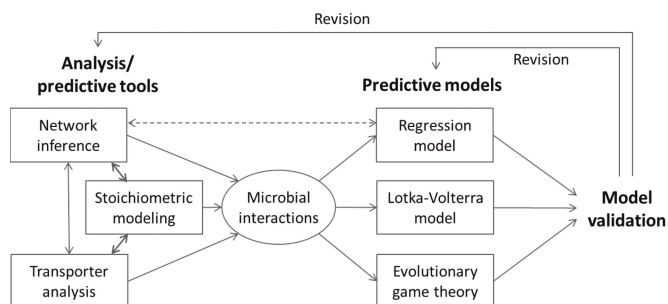 Revision
Revision
Analysis/
predictive tools
Predictive models
Network
inference
Stoichiometric
modeling
Transporter
analysis
Microbial
interactions
Regression
model
Lotka-Volterra
model
Evolutionary
game theory
Model
validation